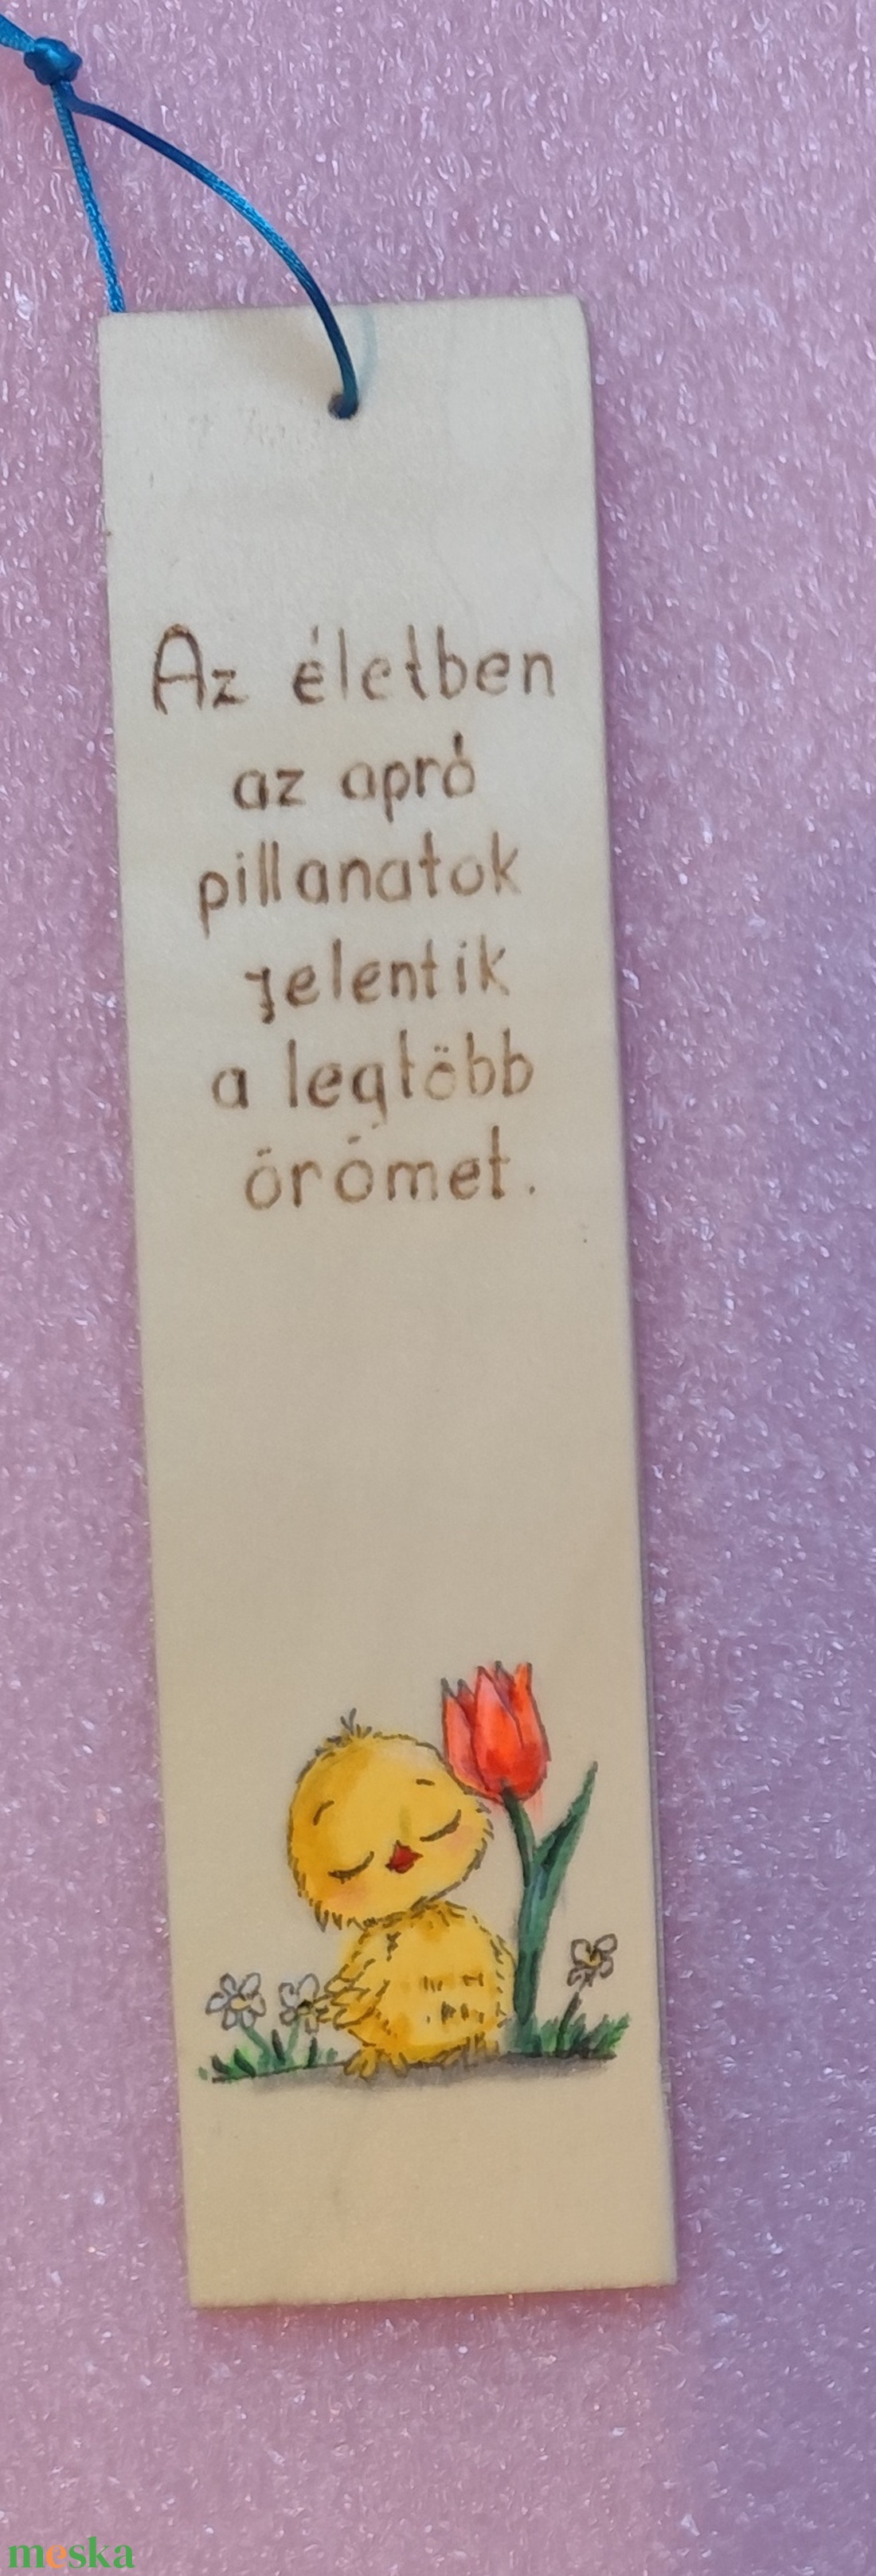 Az életben
az apró
pillanatok
jelentik
a legtöbb
örömet.
meska